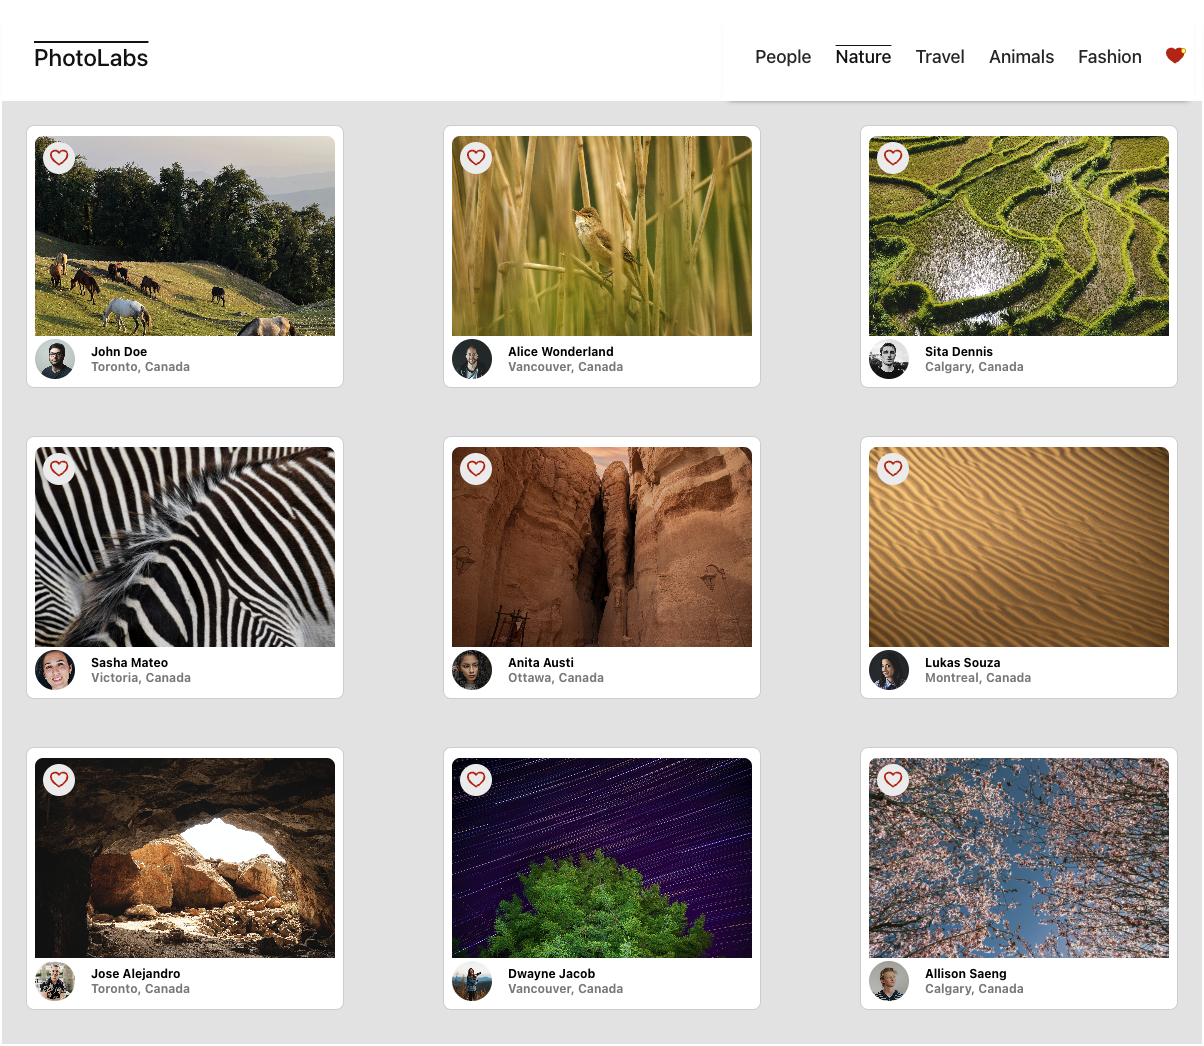 PhotoLabs
People Nature Travel Animals Fashion
John Doe
Toronto, Canada
Alice Wonderland
Vancouver, Canada
Sita Dennis
Calgary, Canada
Sasha Mateo
Victoria, Canada
Anita Austi
Ottawa, Canada
Lukas Souza
Montreal, Canada
Jose Alejandro
Toronto, Canada
Dwayne Jacob
Vancouver, Canada
Allison Saeng
Calgary, Canada